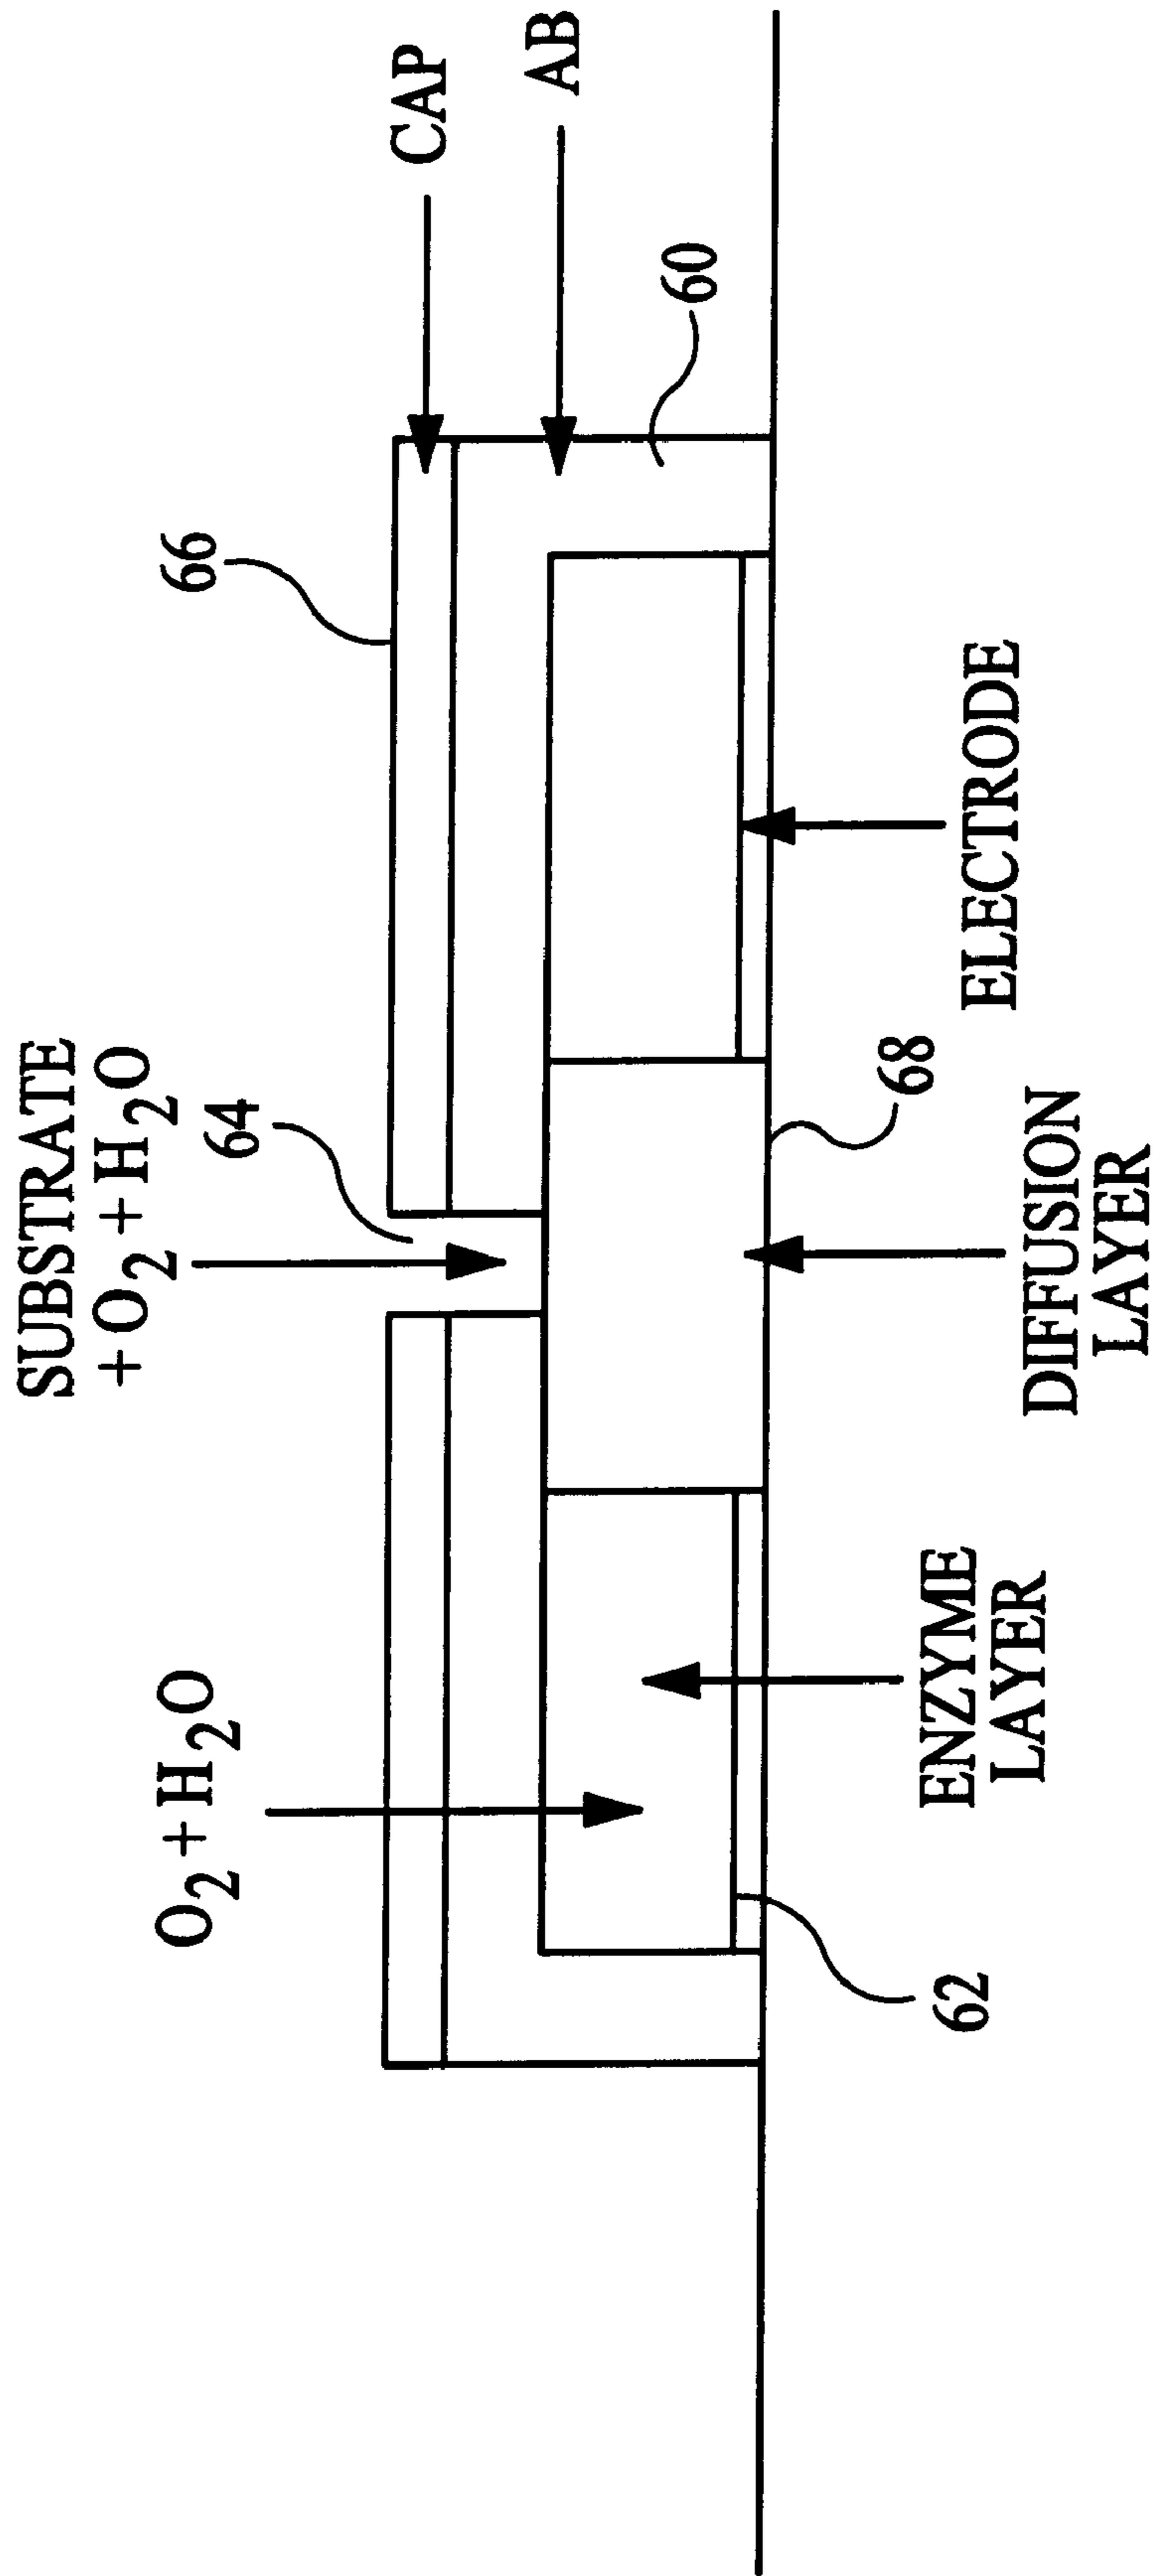 SUBSTRATE
+O2+H2O
O2+H2O
64
66
CAP
AB
60
62
ENZYME
LAYER
DIFFUSION
LAYER
68
ELECTRODE